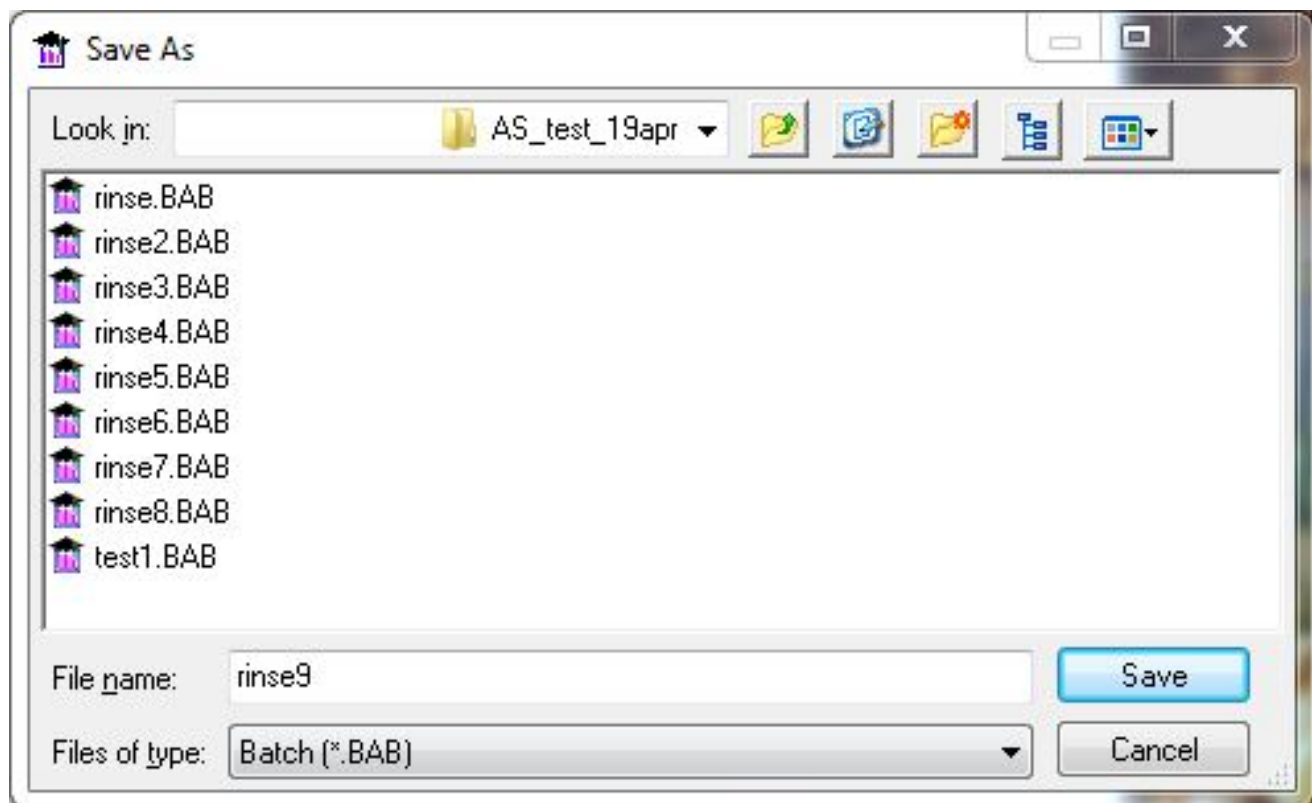 Save As
Look in: AS_test_19apr
rinse.BAB
rinse2.BAB
rinse3.BAB
rinse4.BAB
rinse5.BAB
rinse6.BAB
rinse7.BAB
rinse8.BAB
test1.BAB
File name: rinse9 Save
Files of type: Batch (*.BAB) Cancel